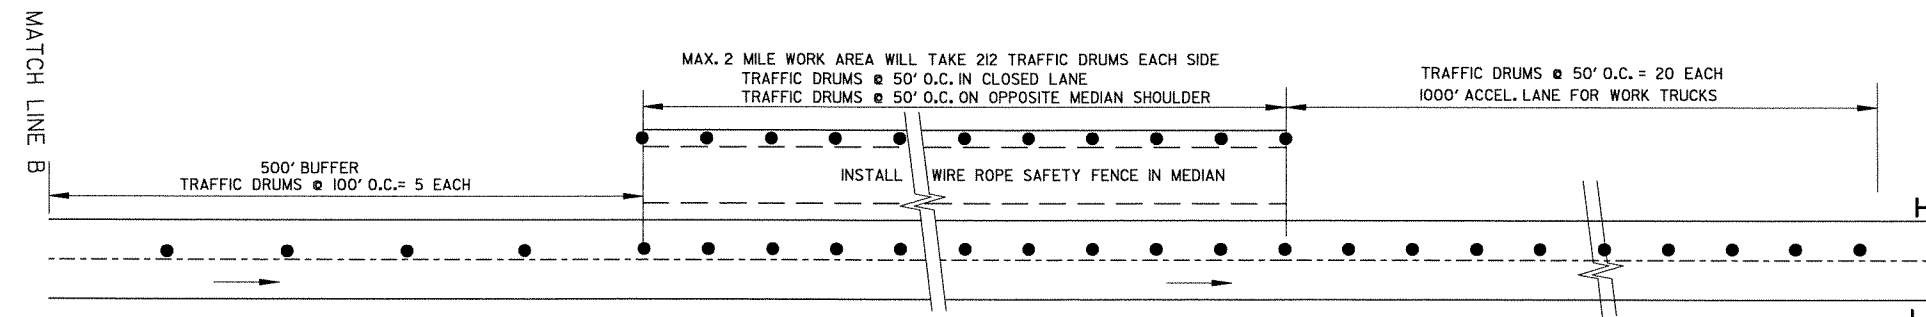 MATCH LINE B
MAX. 2 MILE WORK AREA WILL TAKE 212 TRAFFIC DRUMS EACH SIDE
TRAFFIC DRUMS @ 50' O.C. IN CLOSED LANE
TRAFFIC DRUMS @ 50' O.C. ON OPPOSITE MEDIAN SHOULDER
TRAFFIC DRUMS @ 50' O.C. = 20 EACH
1000' ACCEL. LANE FOR WORK TRUCKS
500' BUFFER
TRAFFIC DRUMS @ 100' O.C.= 5 EACH
INSTALL WIRE ROPE SAFETY FENCE IN MEDIAN